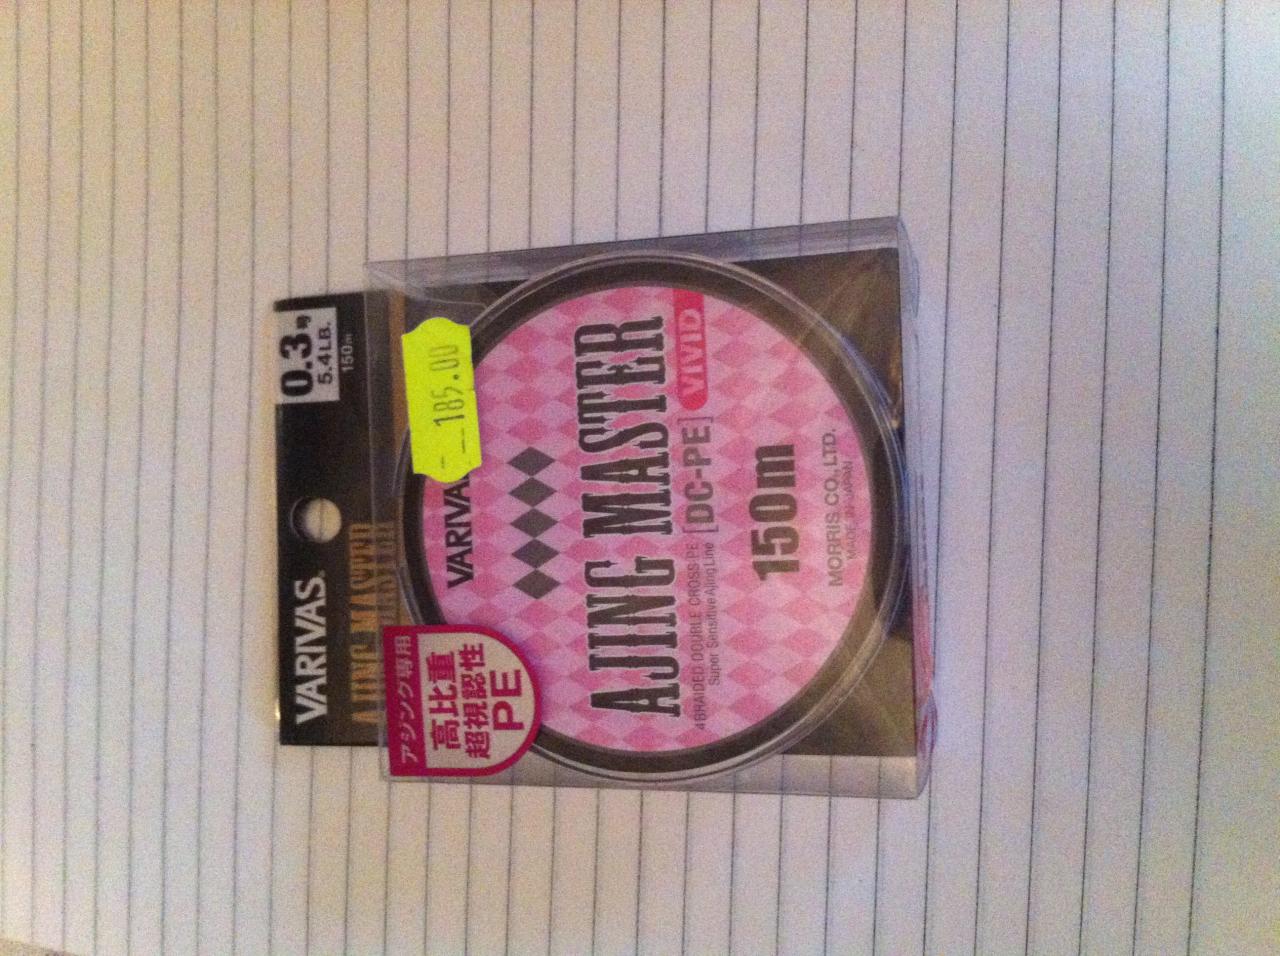 0.3号
5.4LB.
150m
VARIVAS®
AJING MASTER
185.00
アジング専用
高比重
超視認性
PE
VARIVAS
AJING MASTER
VIVID
4BRAIDED DOUBLE CROSS PE
Super Sensitive Ajing Line
[DC-PE]
150m
MORRIS CO., LTD.
MADE IN JAPAN